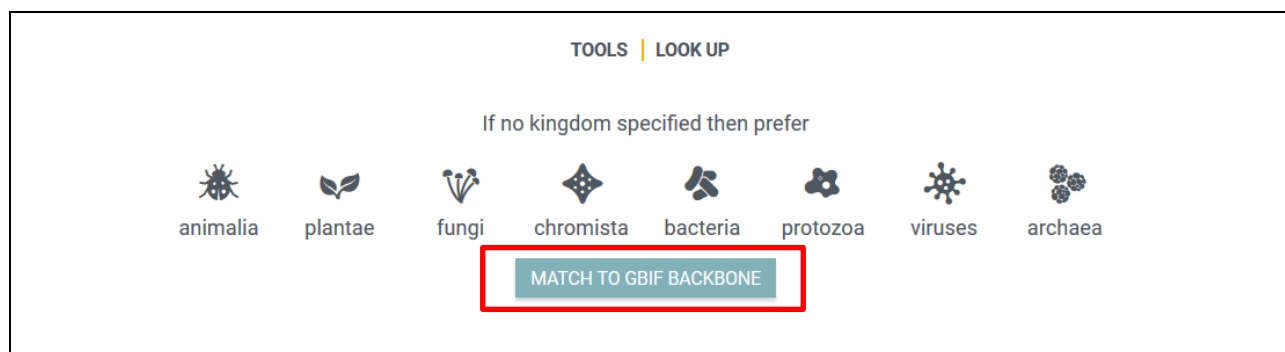 TOOLS | LOOK UP
If no kingdom specified then prefer
animalia plantae fungi chromista bacteria protozoa viruses archaea
MATCH TO GBIF BACKBONE